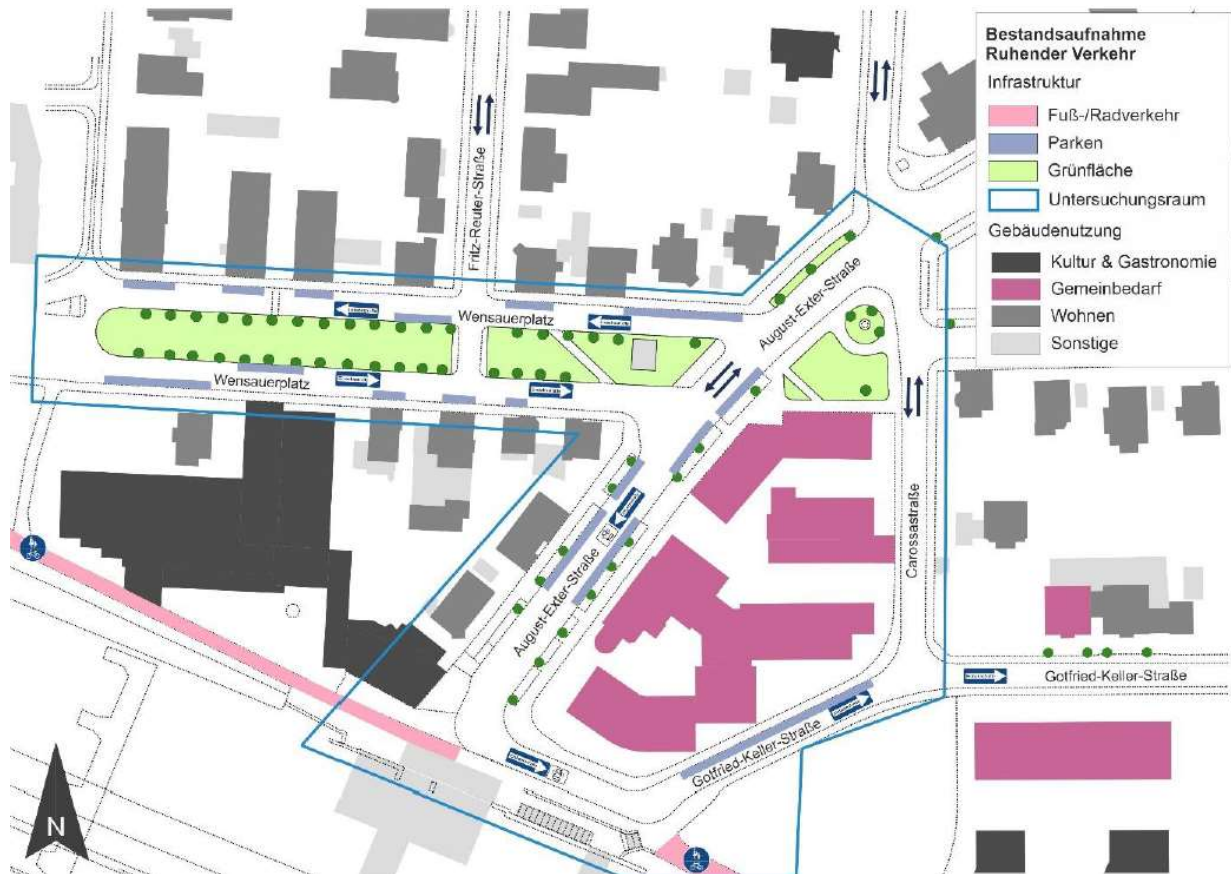 Bestandsaufnahme
Ruhender Verkehr
Infrastruktur
Fuß-/Radverkehr
Parken
Grünfläche
Untersuchungsraum
Gebäudenutzung
Kultur & Gastronomie
Gemeinbedarf
Wohnen
Sonstige
Fritz-Reuter-Straße
Wensauerplatz
August-Exter-Straße
Wensauerplatz
August-Exter-Straße
Carossastraße
Gotfried-Keller-Straße
Gotfried-Keller-Straße
N